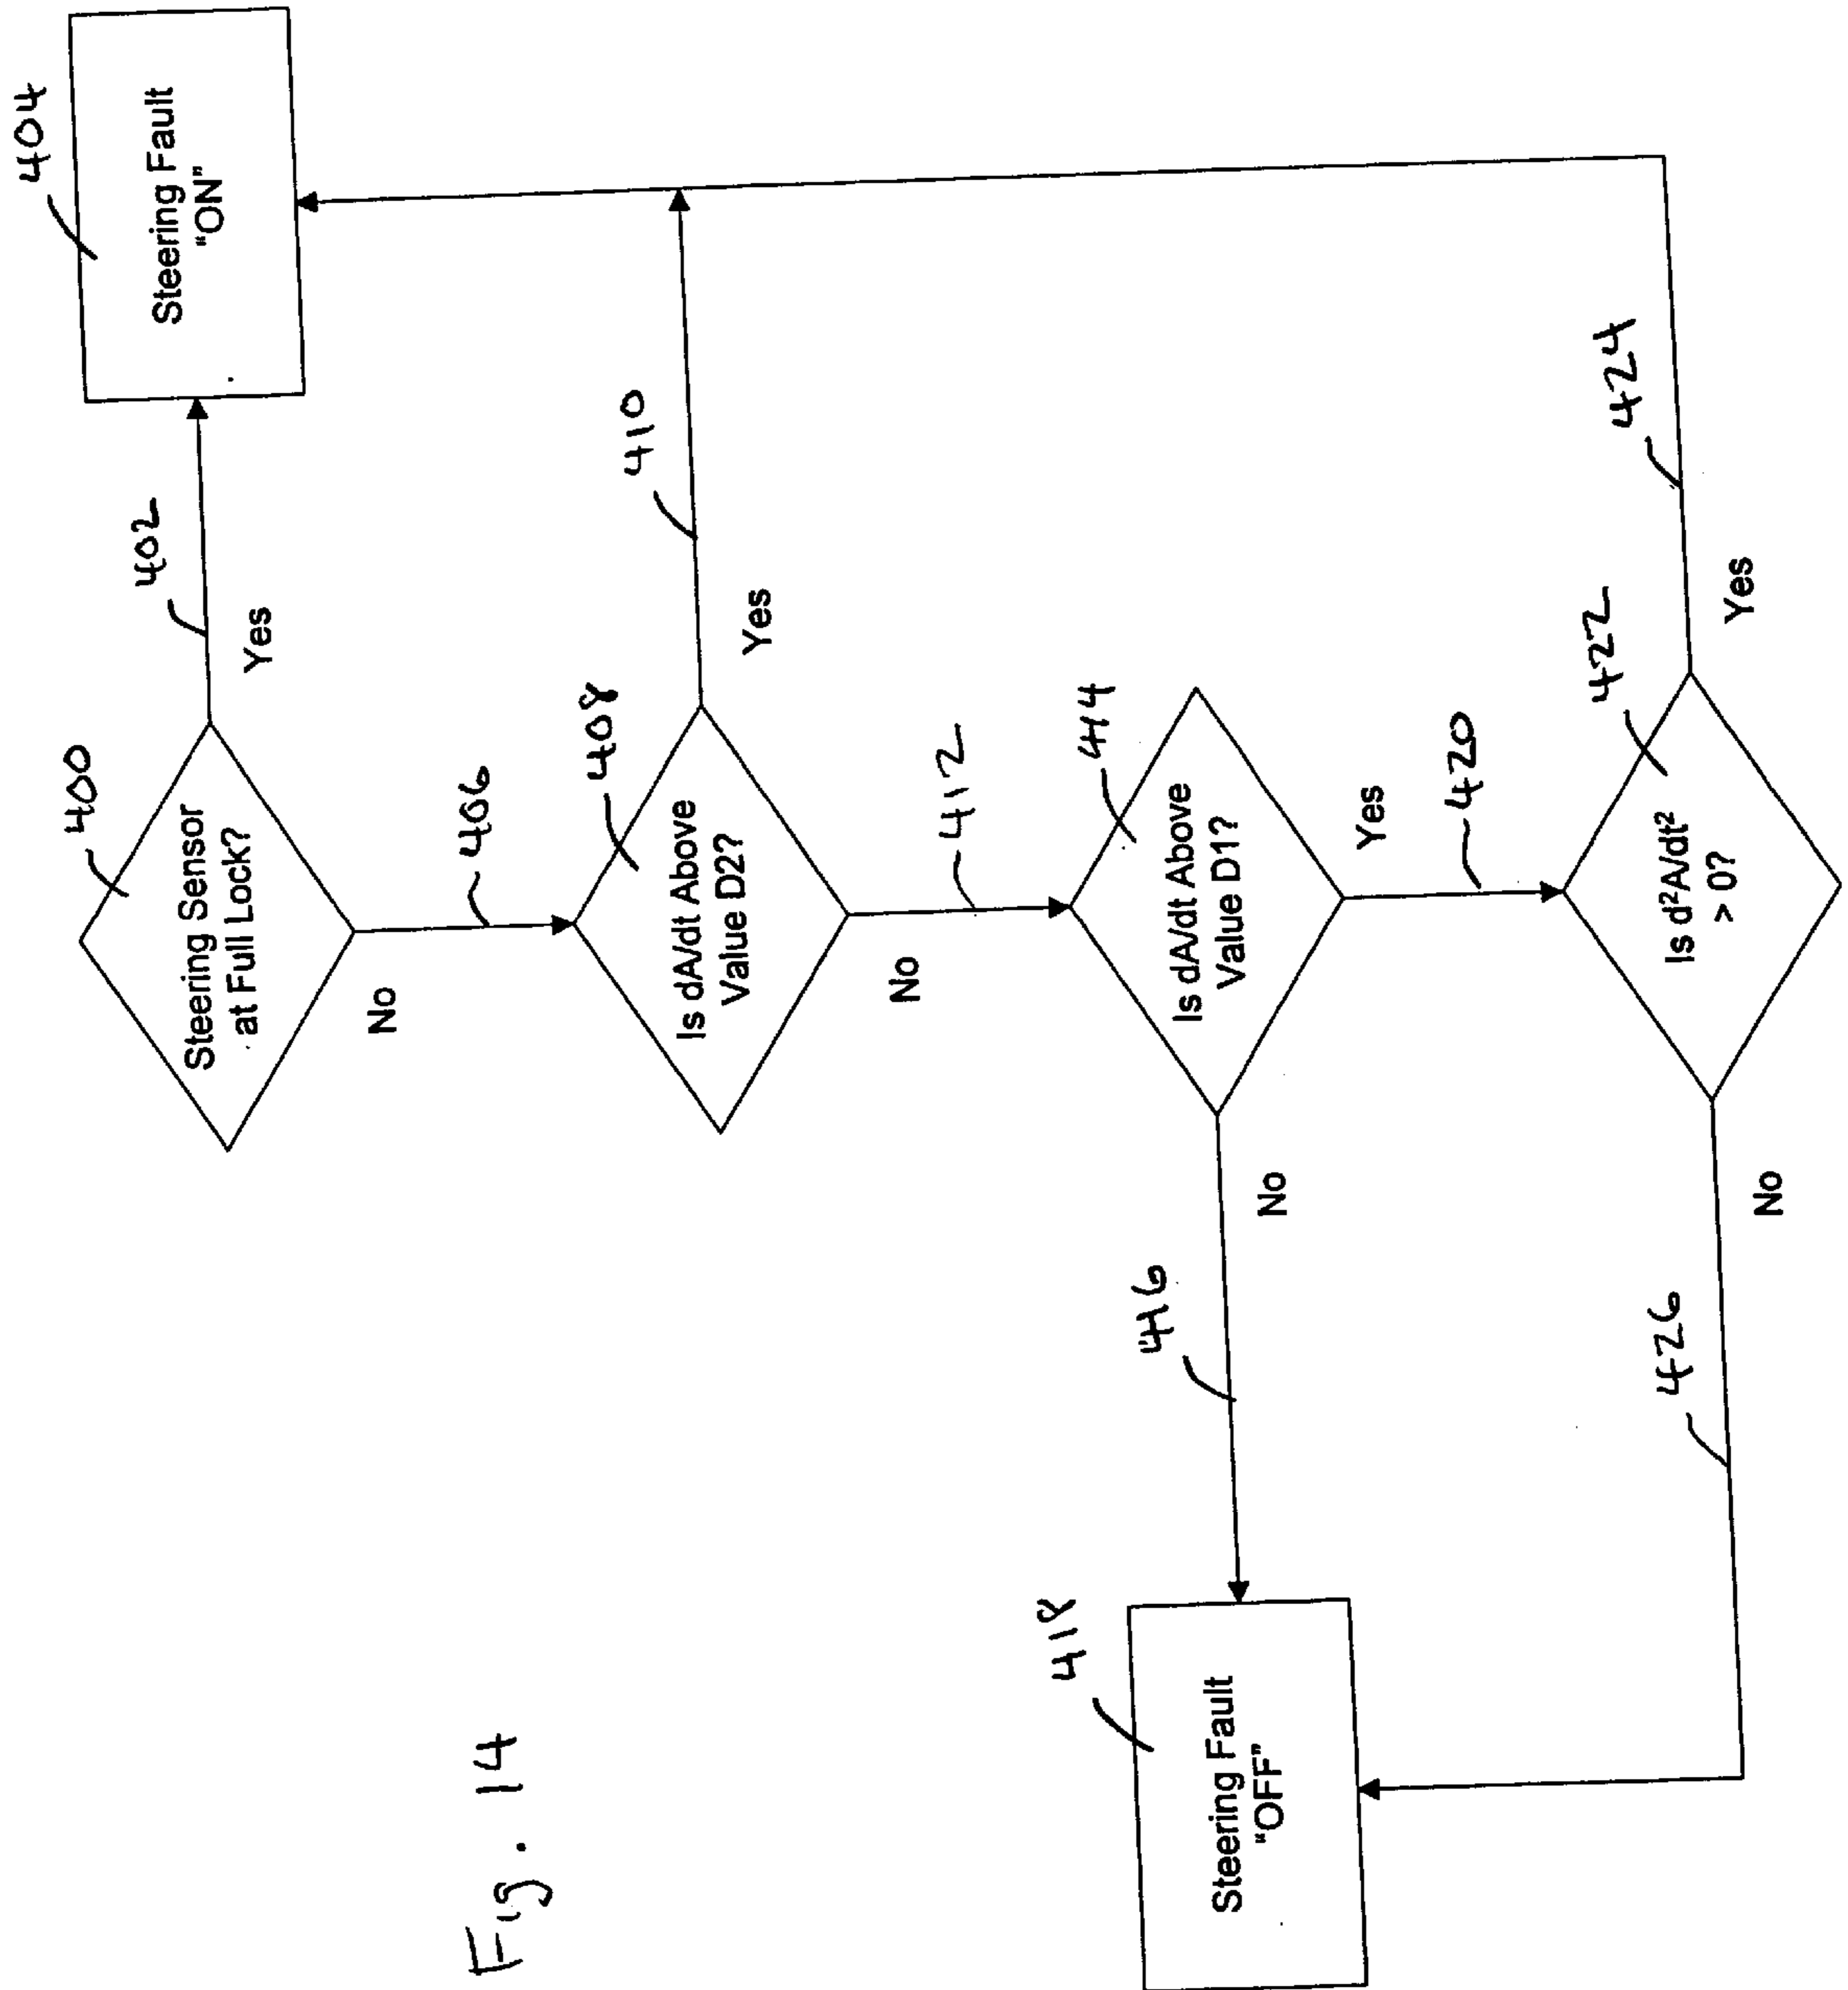 400
Steering Sensor
at Full Lock?
402
Yes
404
Steering Fault
"ON"
No
406
408
Is dA/dt Above
Value D2?
410
Yes
No
412
414
Is dA/dt Above
Value D1?
416
No
418
Steering Fault
"OFF"
Yes
420
422
Is d²A/dt²
> 0?
424
Yes
426
No
Fig. 14